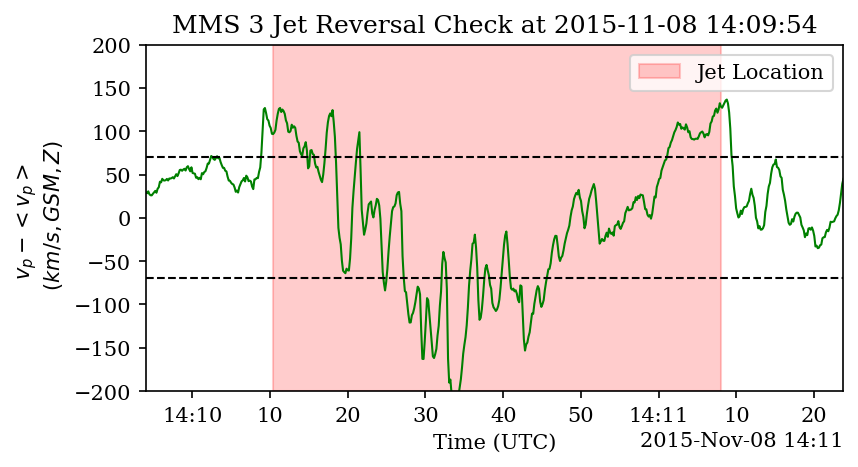 MMS 3 Jet Reversal Check at 2015-11-08 14:09:54
Jet Location
200
150
100
50
0
−50
−100
−150
−200
v_p − < v_p >
(km/s, GSM, Z)
14:10 10 20 30 40 50 14:11 10 20
Time (UTC)
2015-Nov-08 14:11